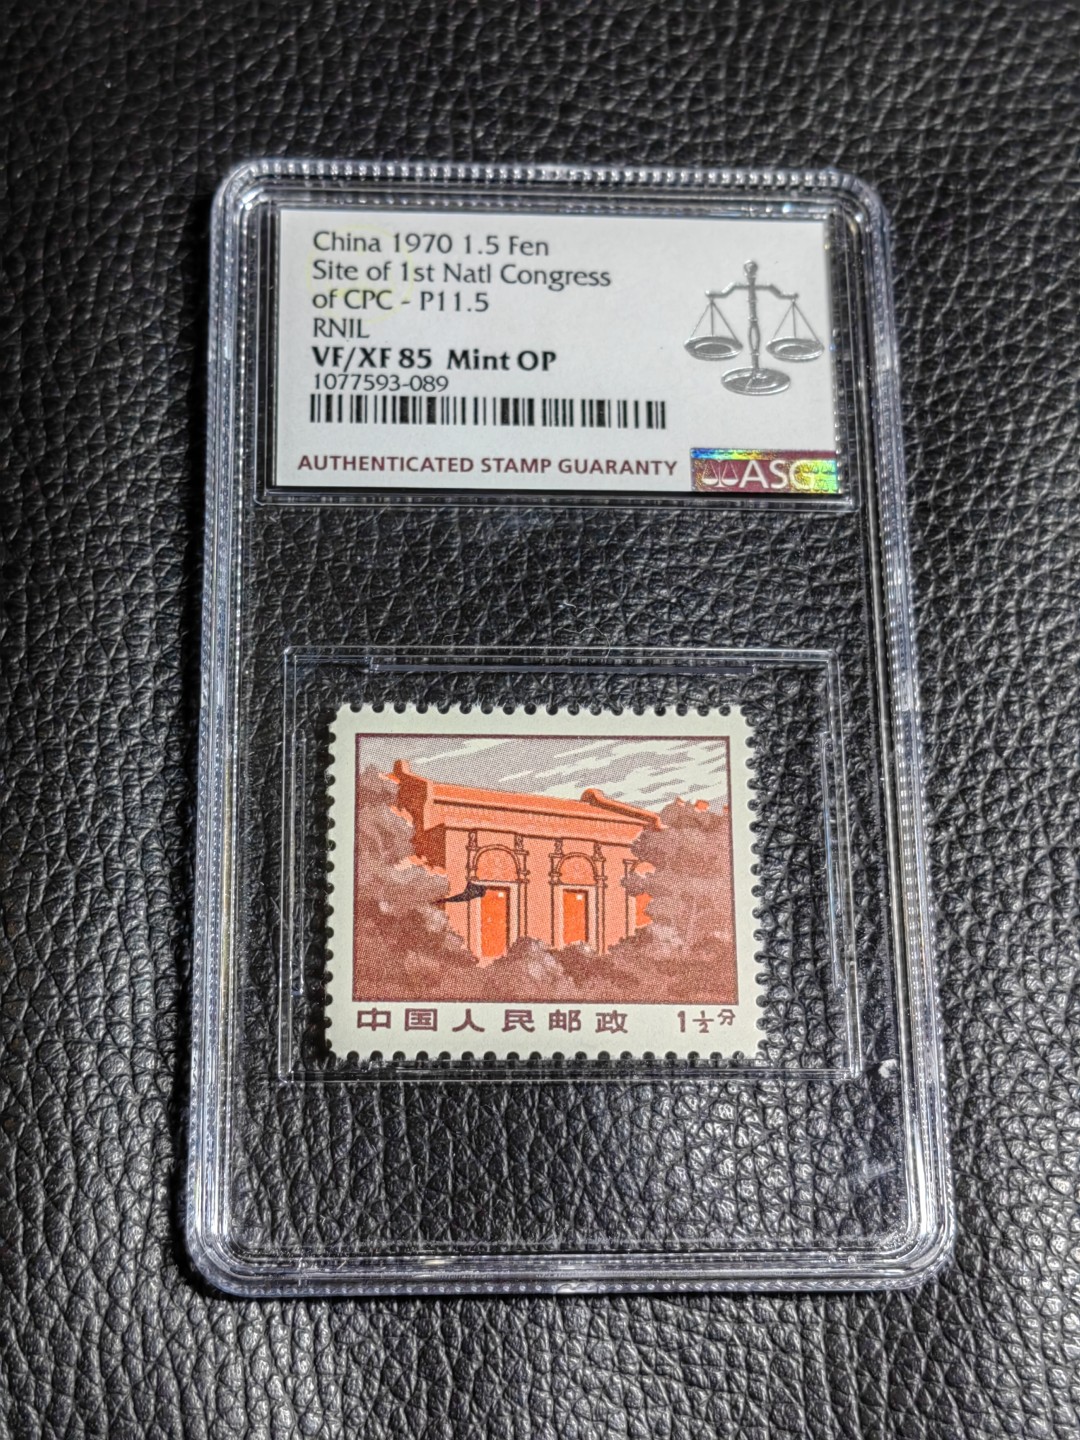 China 1970 1.5 Fen
Site of 1st Natl Congress
of CPC - P11.5
RNIL
VF/XF 85 Mint OP
1077593-089
AUTHENTICATED STAMP GUARANTY
ASG
中国人民邮政 1½分